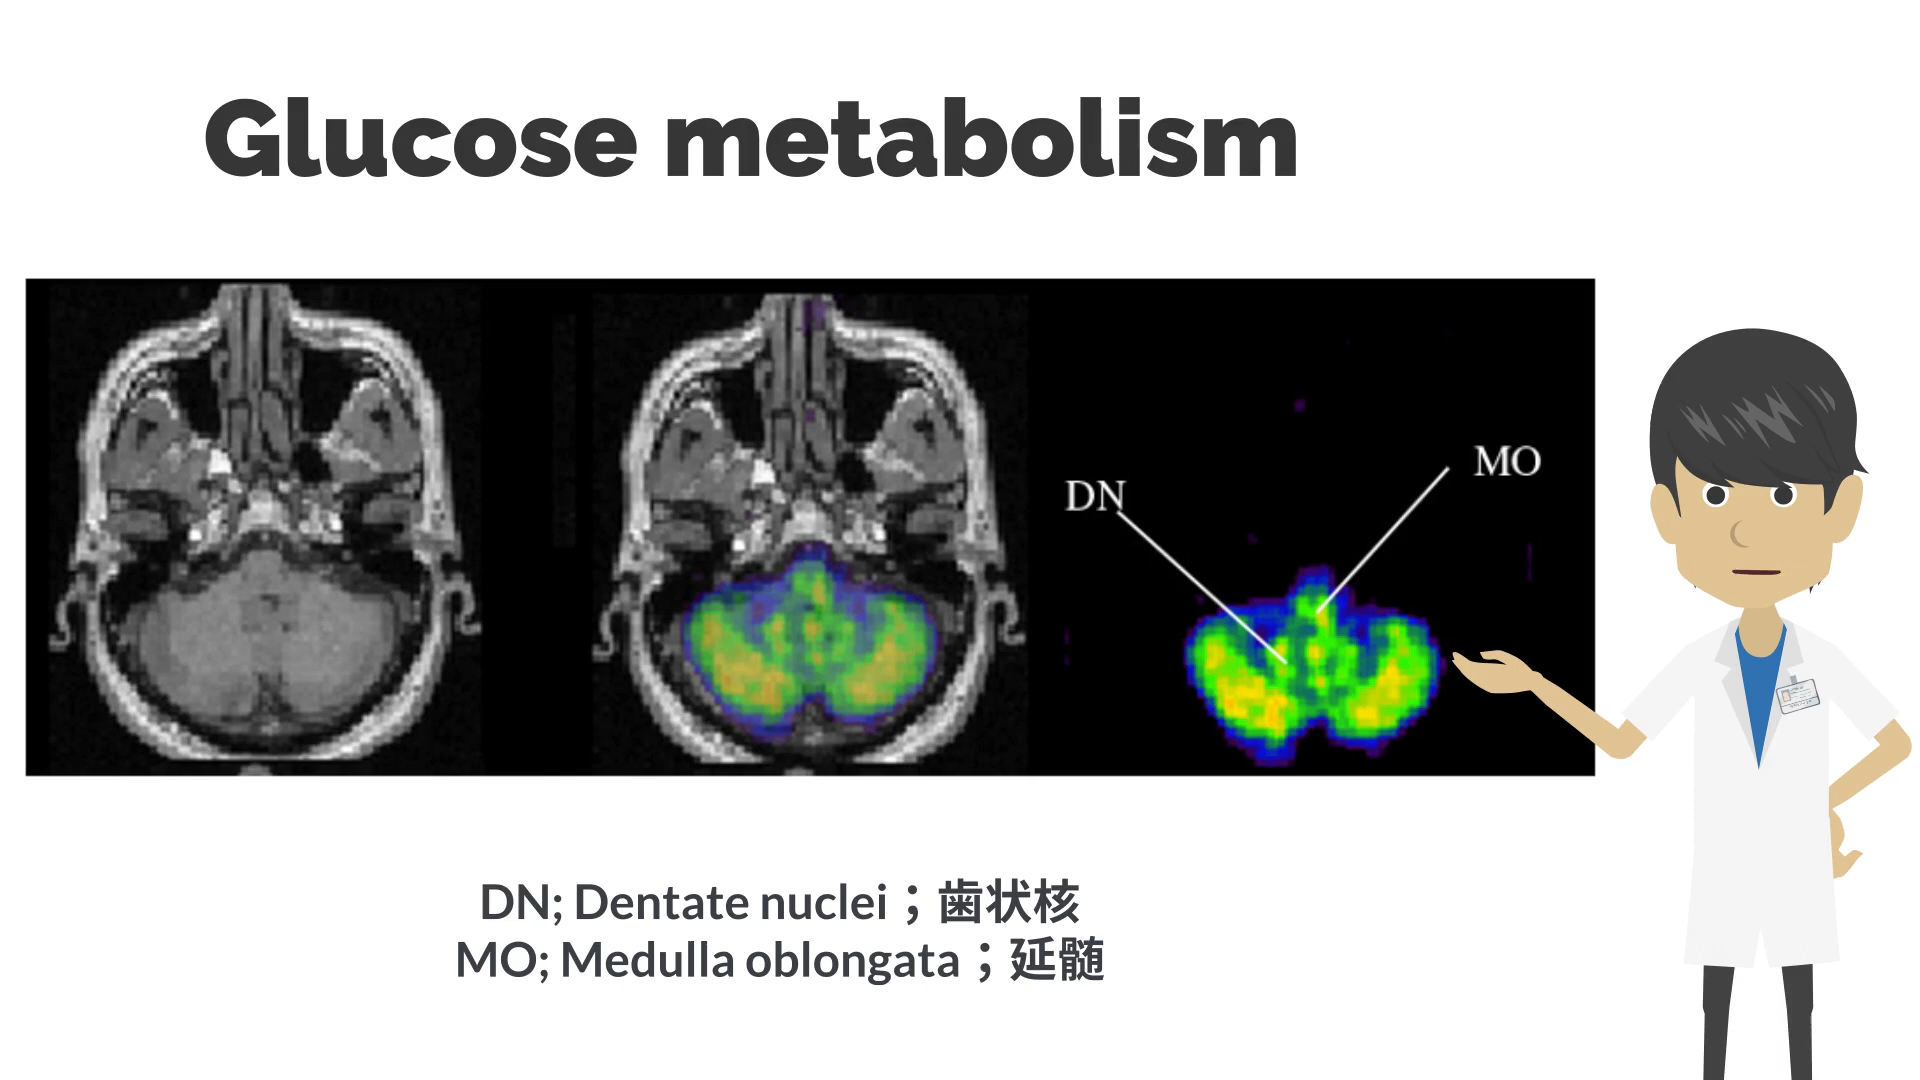 Glucose metabolism
DN
MO
DN; Dentate nuclei；歯状核
MO; Medulla oblongata；延髄